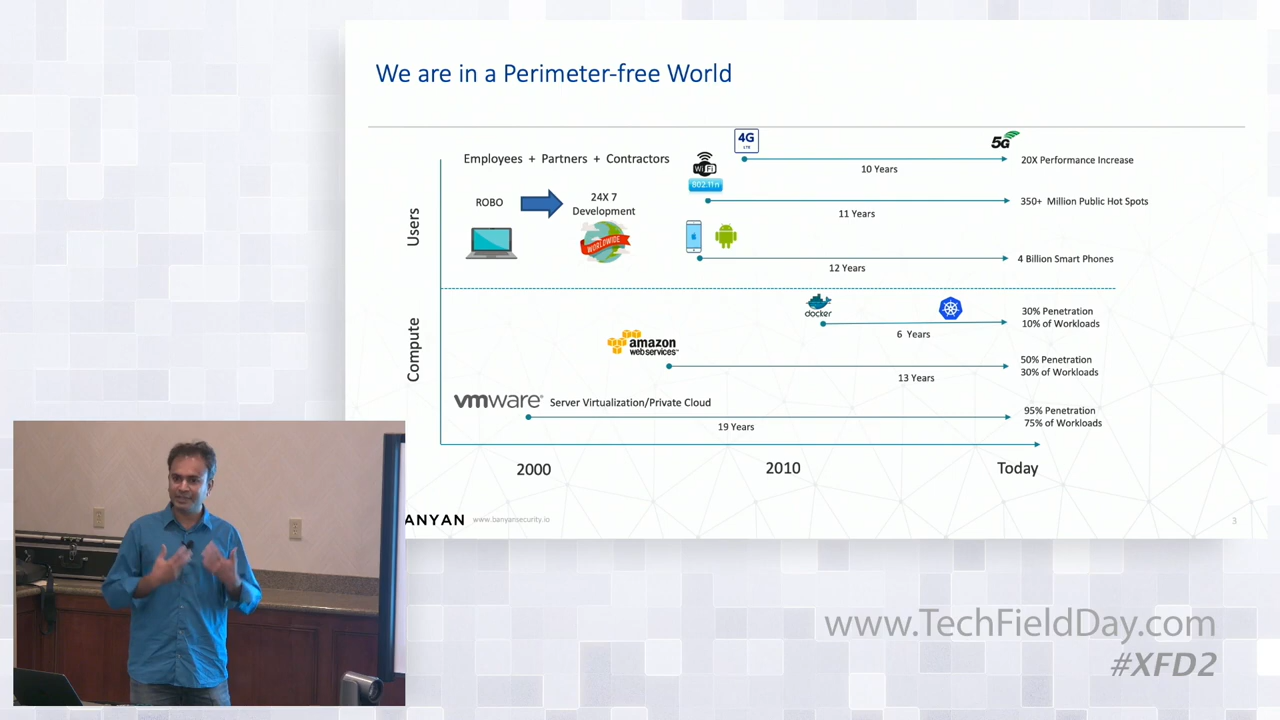 We are in a Perimeter-free World
Employees + Partners + Contractors
4G
LTE
5G
10 Years
20X Performance Increase
WiFi
802.11n
ROBO
24X 7
Development
WORLDWIDE
11 Years
350+ Million Public Hot Spots
12 Years
4 Billion Smart Phones
Users
Compute
docker
6 Years
30% Penetration
10% of Workloads
amazon
webservices™
13 Years
50% Penetration
30% of Workloads
vmware®
Server Virtualization/Private Cloud
19 Years
95% Penetration
75% of Workloads
2000
2010
Today
ANYAN
www.banyansecurity.io
3
www.TechFieldDay.com
#XFD2